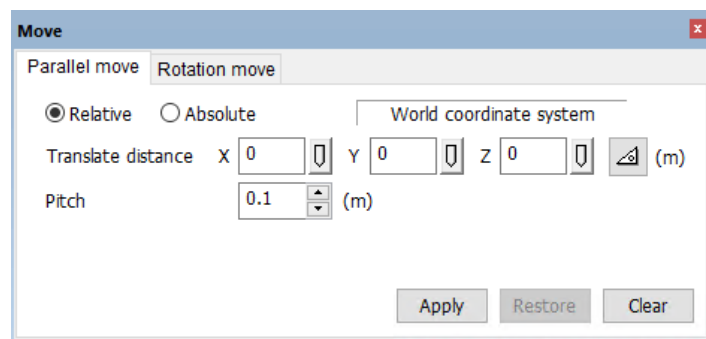 Move
Parallel move Rotation move
Relative Absolute World coordinate system
Translate distance X 0 Y 0 Z 0 (m)
Pitch 0.1 (m)
Apply Restore Clear